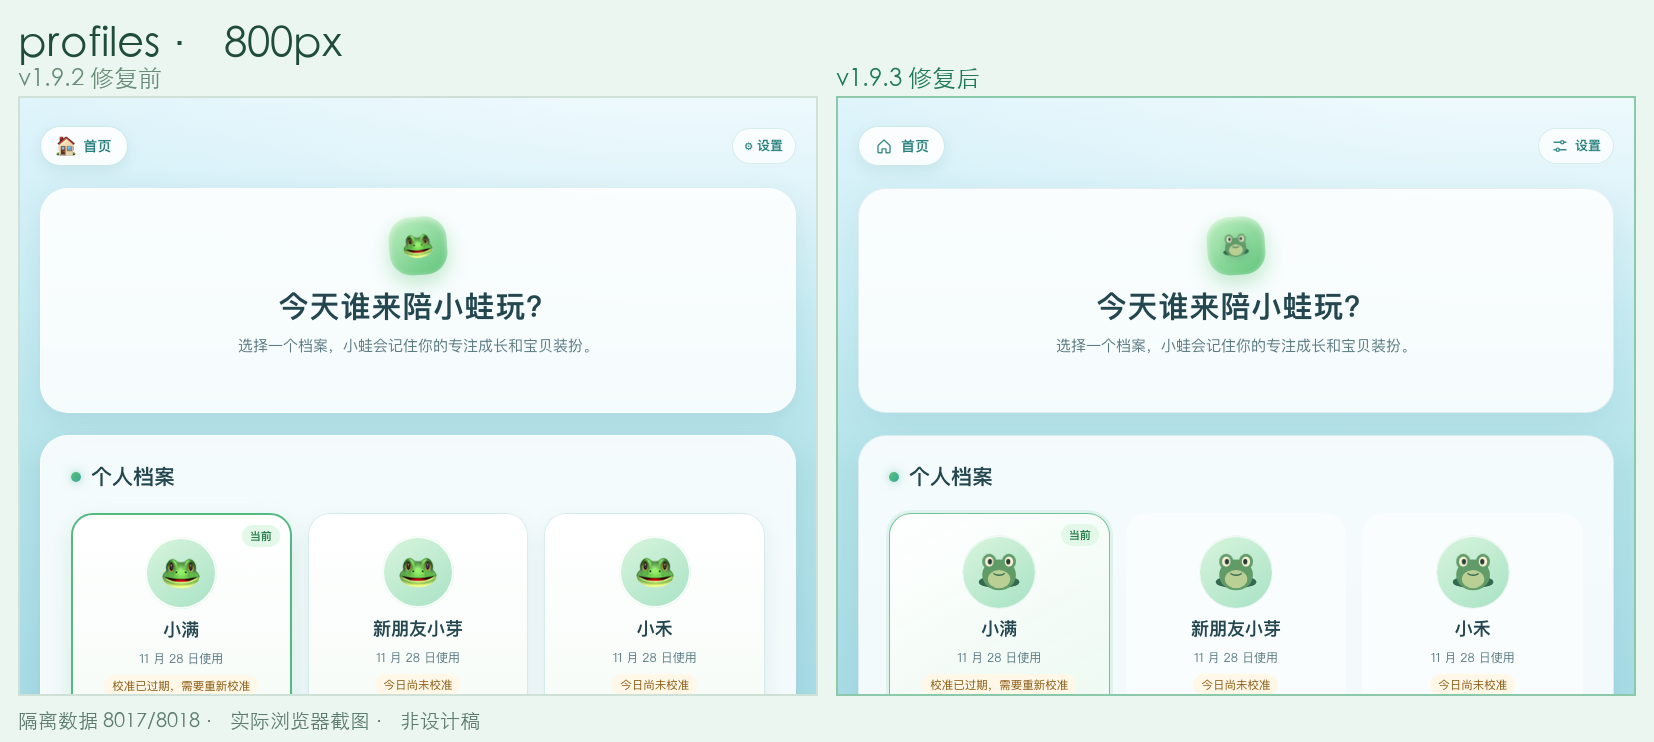 profiles · 800px
v1.9.2 修复前
v1.9.3 修复后
首页
设置
今天谁来陪小蛙玩?
选择一个档案，小蛙会记住你的专注成长和宝贝装扮。
个人档案
当前
小满
11 月 28 日使用
校准已过期，需要重新校准
新朋友小芽
11 月 28 日使用
今日尚未校准
小禾
11 月 28 日使用
今日尚未校准
首页
设置
今天谁来陪小蛙玩?
选择一个档案，小蛙会记住你的专注成长和宝贝装扮。
个人档案
当前
小满
11 月 28 日使用
校准已过期，需要重新校准
新朋友小芽
11 月 28 日使用
今日尚未校准
小禾
11 月 28 日使用
今日尚未校准
隔离数据 8017/8018 · 实际浏览器截图 · 非设计稿